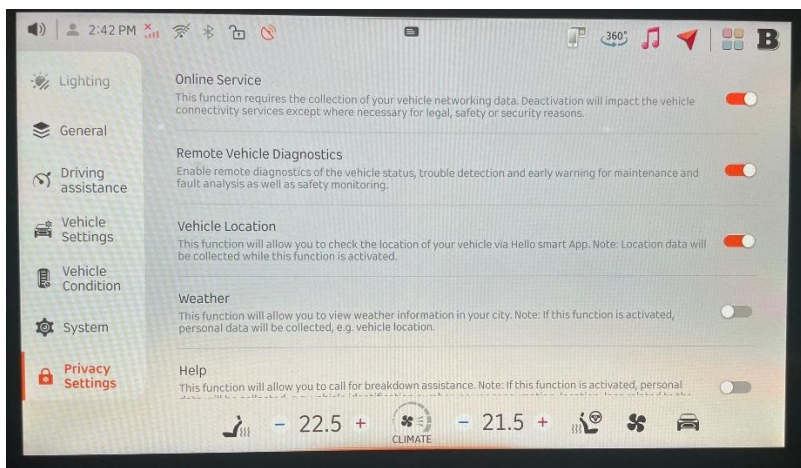 2:42 PM
360°
B
Lighting
General
Driving
assistance
Vehicle
Settings
Vehicle
Condition
System
Privacy
Settings
Online Service
This function requires the collection of your vehicle networking data. Deactivation will impact the vehicle
connectivity services except where necessary for legal, safety or security reasons.
Remote Vehicle Diagnostics
Enable remote diagnostics of the vehicle status, trouble detection and early warning for maintenance and
fault analysis as well as safety monitoring.
Vehicle Location
This function will allow you to check the location of your vehicle via Hello smart App. Note: Location data will
be collected while this function is activated.
Weather
This function will allow you to view weather information in your city. Note: If this function is activated,
personal data will be collected, e.g. vehicle location.
Help
This function will allow you to call for breakdown assistance. Note: If this function is activated, personal
- 22.5 +
CLIMATE
- 21.5 +